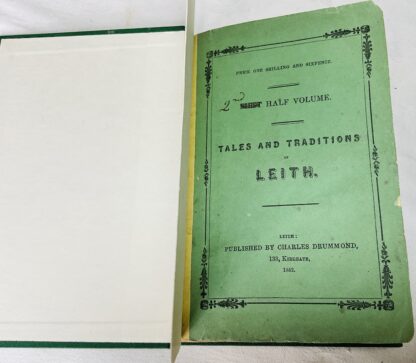 PRICE ONE SHILLING AND SIXPENCE.
2nd HALF VOLUME.
TALES AND TRADITIONS
OF
LEITH.
LEITH:
PUBLISHED BY CHARLES DRUMMOND,
133, KIRKGATE,
1842.